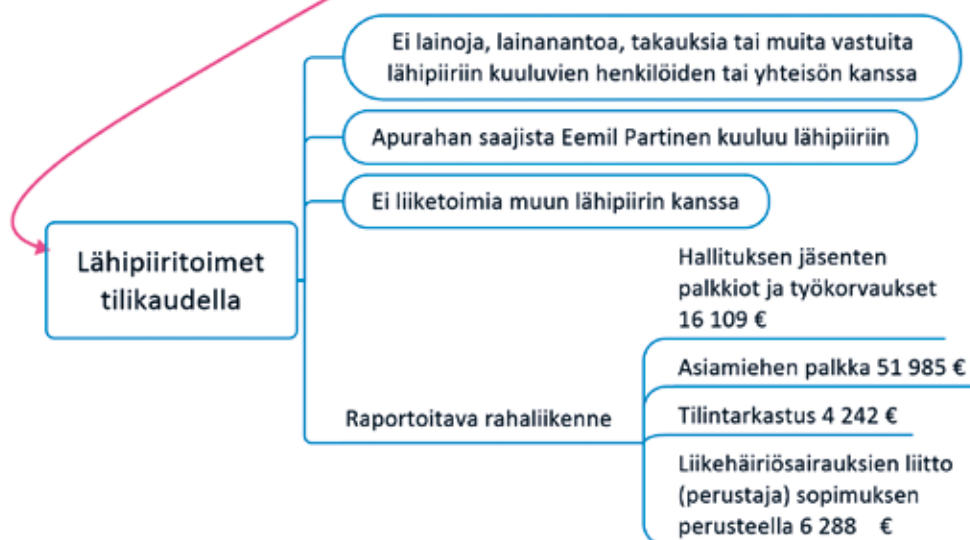 Ei lainoja, lainanantoa, takauksia tai muita vastuita
lähipiiriin kuuluvien henkilöiden tai yhteisön kanssa
Apurahan saajista Eemil Partinen kuuluu lähipiiriin
Ei liiketoimia muun lähipiirin kanssa
Lähipiiritoimet
tilikaudella
Raportoitava rahaliikenne
Hallituksen jäsenten
palkkiot ja työkorvaukset
16 109 €
Asiamiehen palkka 51 985 €
Tilintarkastus 4 242 €
Liikehäiriösairauksien liitto
(perustaja) sopimuksen
perusteella 6 288 €